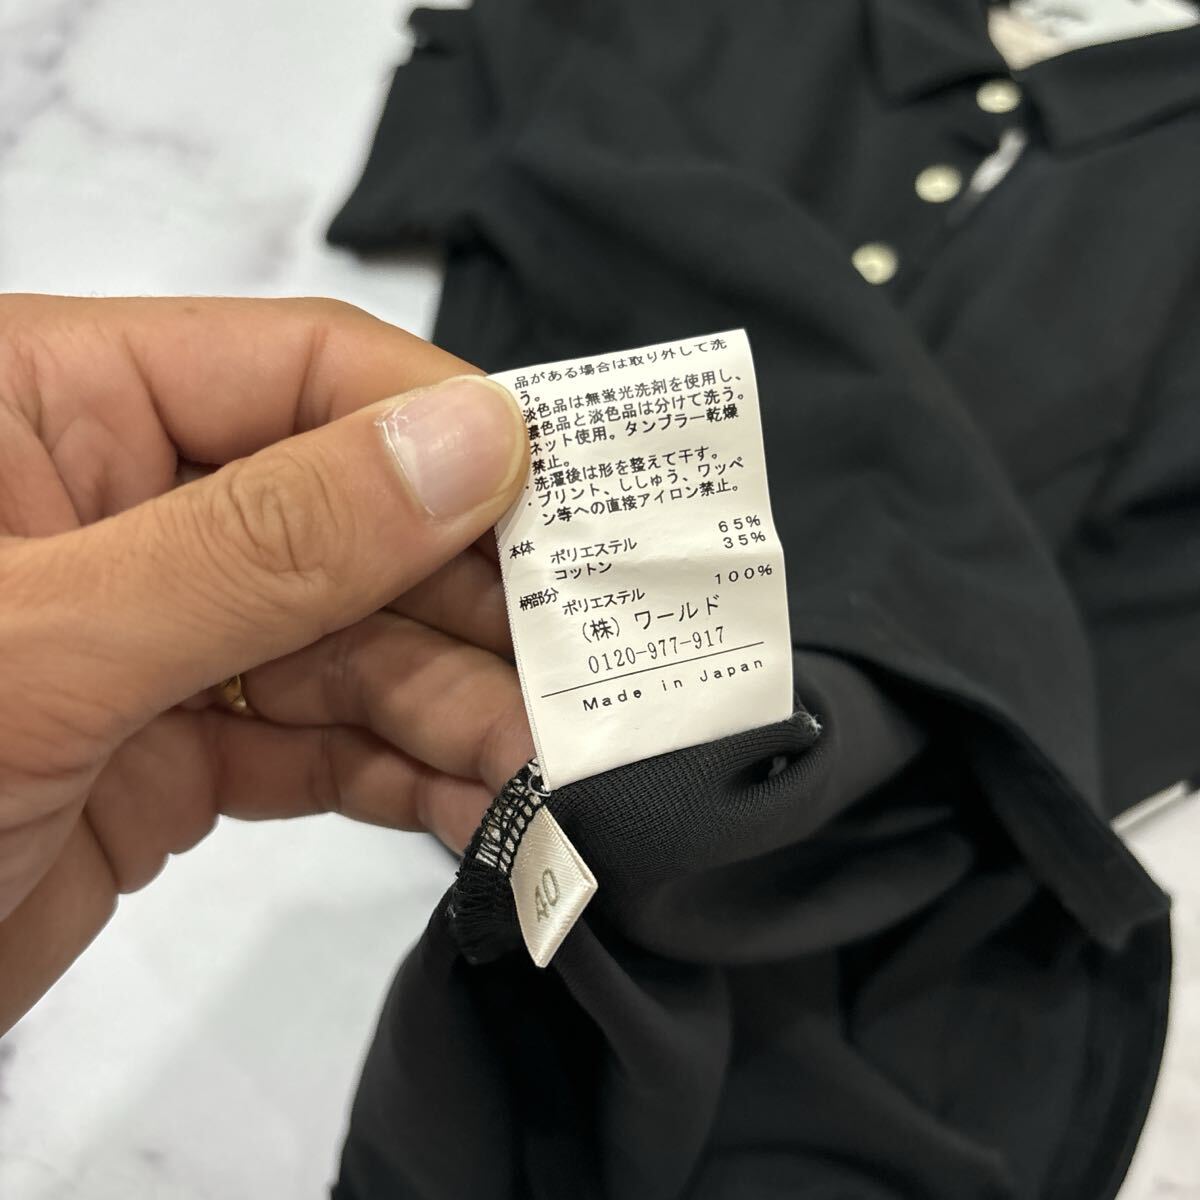 品がある場合は取り外して洗
う。
淡色品は無蛍光洗剤を使用し、
濃色品と淡色品は分けて洗う。
ネット使用。タンブラー乾燥
禁止。
・洗濯後は形を整えて干す。
・プリント、ししゅう、ワッペ
ン等への直接アイロン禁止。
本体 ポリエステル 65%
コットン 35%
柄部分 ポリエステル 100%
(株) ワールド
0120-977-917
Made in Japan
40